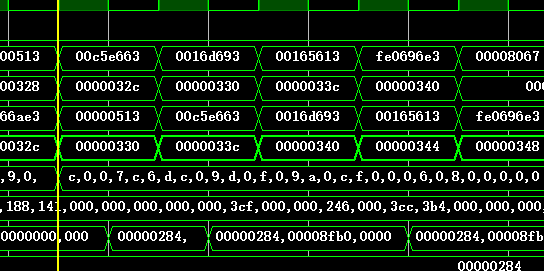 00513 00c5e663 0016d693 00165613 fe0696e3 00008067
00328 0000032c 00000330 0000033c 00000340 000
66ae3 00000513 00c5e663 0016d693 00165613 fe0696e3
0032c 00000330 0000033c 00000340 00000344 00000348
,9,0, c,0,0,7,c,6,d,c,0,9,d,0,f,0,9,a,0,c,f,0,0,0,6,0,8,0,0,0,0,0
,188,141,000,000,000,000,000,3cf,000,000,246,000,3cc,3b4,000,000,000,
0000000,000 00000284, 00000284,00008fb0,0000 00000284,00008fb
00000284